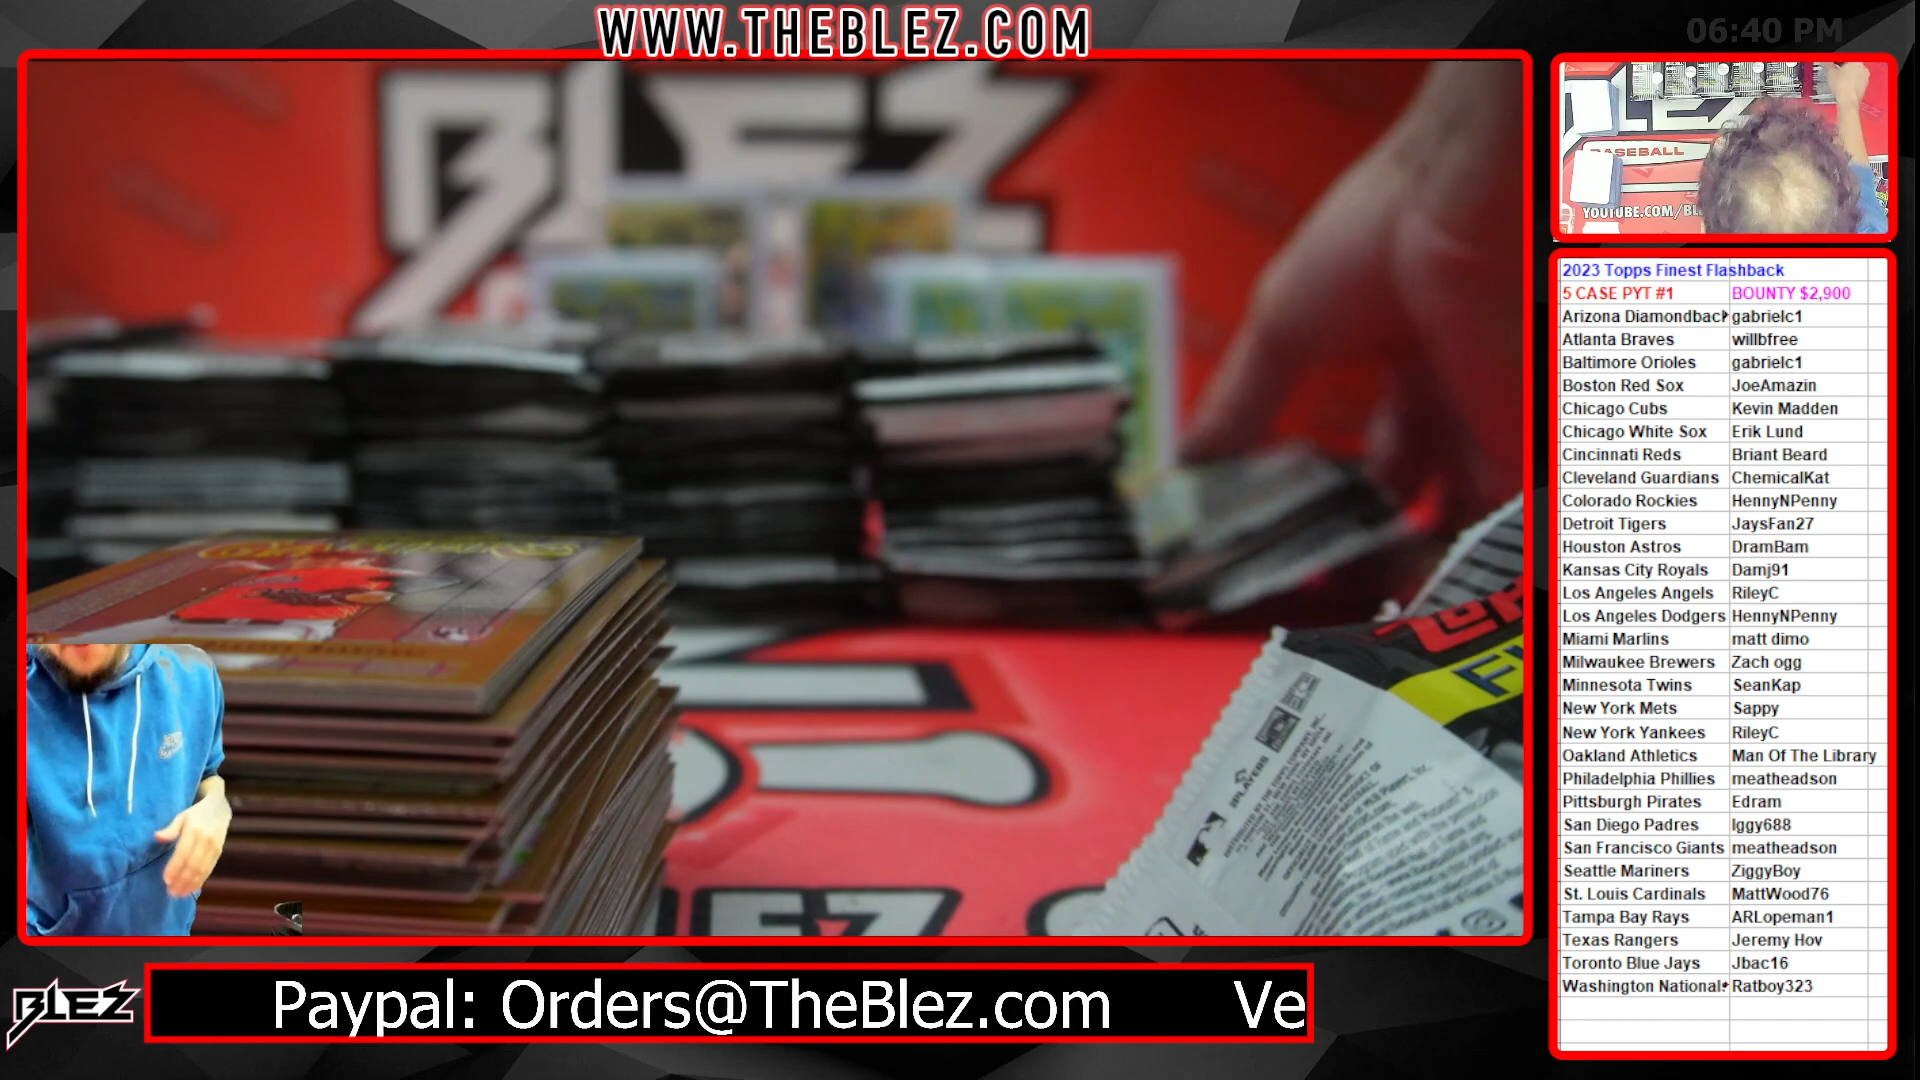 WWW.THEBLEZ.COM
06:40 PM
BLEZ
BASEBALL
YOUTUBE.COM/BL
2023 Topps Finest Flashback
5 CASE PYT #1 BOUNTY $2,900
Arizona Diamondback gabrielc1
Atlanta Braves willbfree
Baltimore Orioles gabrielc1
Boston Red Sox JoeAmazin
Chicago Cubs Kevin Madden
Chicago White Sox Erik Lund
Cincinnati Reds Briant Beard
Cleveland Guardians ChemicalKat
Colorado Rockies HennyNPenny
Detroit Tigers JaysFan27
Houston Astros DramBam
Kansas City Royals Damj91
Los Angeles Angels RileyC
Los Angeles Dodgers HennyNPenny
Miami Marlins matt dimo
Milwaukee Brewers Zach ogg
Minnesota Twins SeanKap
New York Mets Sappy
New York Yankees RileyC
Oakland Athletics Man Of The Library
Philadelphia Phillies meatheadson
Pittsburgh Pirates Edram
San Diego Padres Iggy688
San Francisco Giants meatheadson
Seattle Mariners ZiggyBoy
St. Louis Cardinals MattWood76
Tampa Bay Rays ARLopeman1
Texas Rangers Jeremy Hov
Toronto Blue Jays Jbac16
Washington Nationals Ratboy323
PLAYERS
BLEZ
Paypal: Orders@TheBlez.com Ve